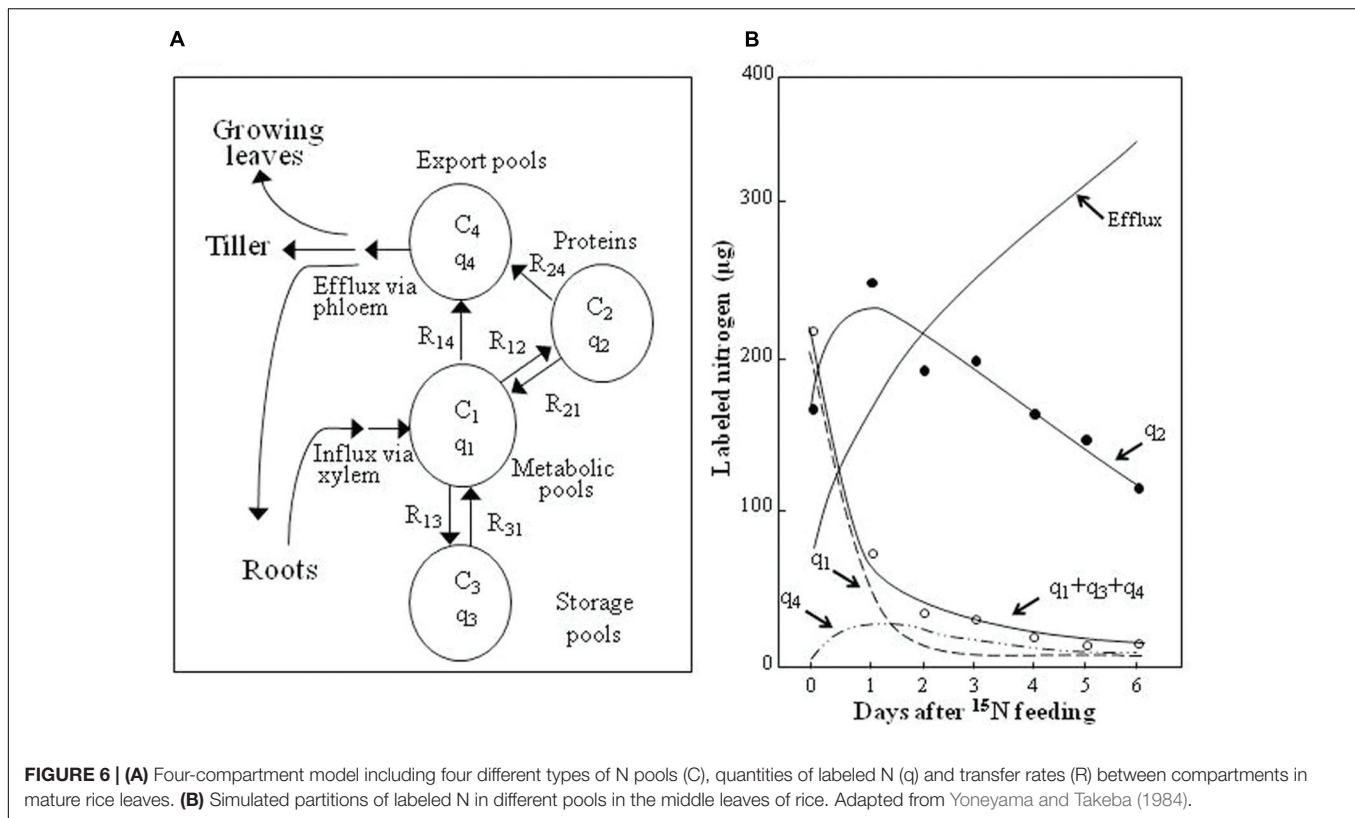 A
Growing
leaves
Export pools
C₄
q₄
Tiller
Proteins
R₂₄
C₂
q₂
Efflux via
phloem
R₁₄
R₁₂
R₂₁
C₁
q₁
Influx via
xylem
Metabolic
pools
R₁₃
R₃₁
Roots
C₃
q₃
Storage
pools
B
400
300
200
100
0
Labeled nitrogen (µg)
Efflux
q₂
q₁
q₄
q₁+q₃+q₄
0 1 2 3 4 5 6
Days after ¹⁵N feeding
FIGURE 6 | (A) Four-compartment model including four different types of N pools (C), quantities of labeled N (q) and transfer rates (R) between compartments in
mature rice leaves. (B) Simulated partitions of labeled N in different pools in the middle leaves of rice. Adapted from Yoneyama and Takeba (1984).